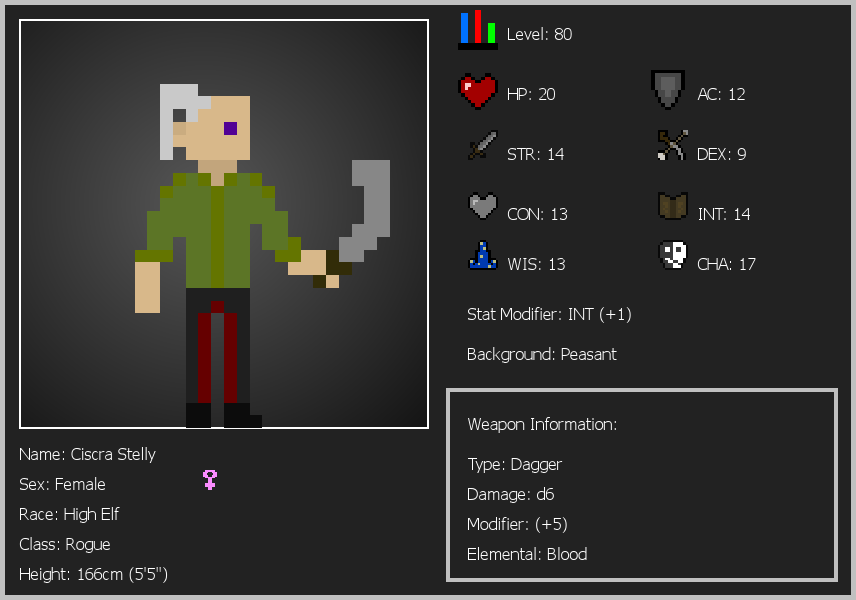 Level: 80
HP: 20
AC: 12
STR: 14
DEX: 9
CON: 13
INT: 14
WIS: 13
CHA: 17
Stat Modifier: INT (+1)
Background: Peasant
Weapon Information:
Type: Dagger
Damage: d6
Modifier: (+5)
Elemental: Blood
Name: Ciscra Stelly
Sex: Female
Race: High Elf
Class: Rogue
Height: 166cm (5'5")